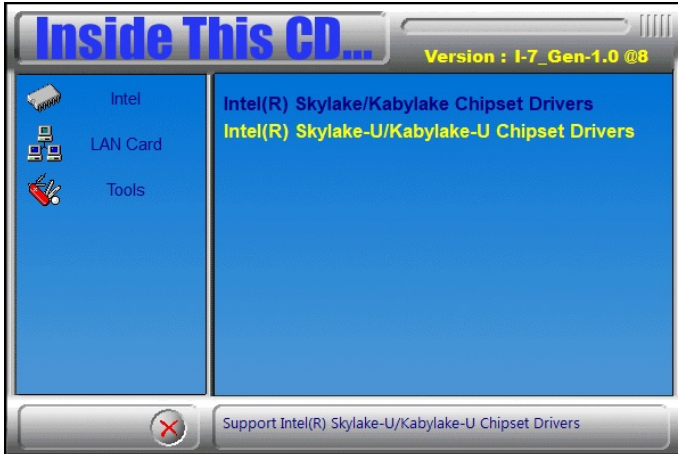 Inside This CD...
Version : I-7_Gen-1.0 @8
Intel
LAN Card
Tools
Intel(R) Skylake/Kabylake Chipset Drivers
Intel(R) Skylake-U/Kabylake-U Chipset Drivers
Support Intel(R) Skylake-U/Kabylake-U Chipset Drivers